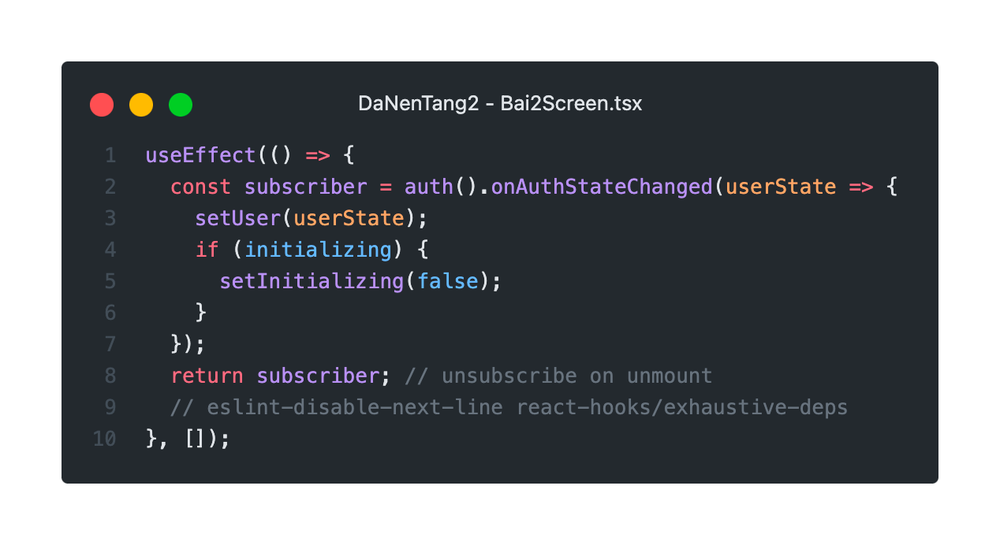 DaNenTang2 - Bai2Screen.tsx
1 useEffect(() => {
2   const subscriber = auth().onAuthStateChanged(userState => {
3     setUser(userState);
4     if (initializing) {
5       setInitializing(false);
6     }
7   });
8   return subscriber; // unsubscribe on unmount
9   // eslint-disable-next-line react-hooks/exhaustive-deps
10 }, []);